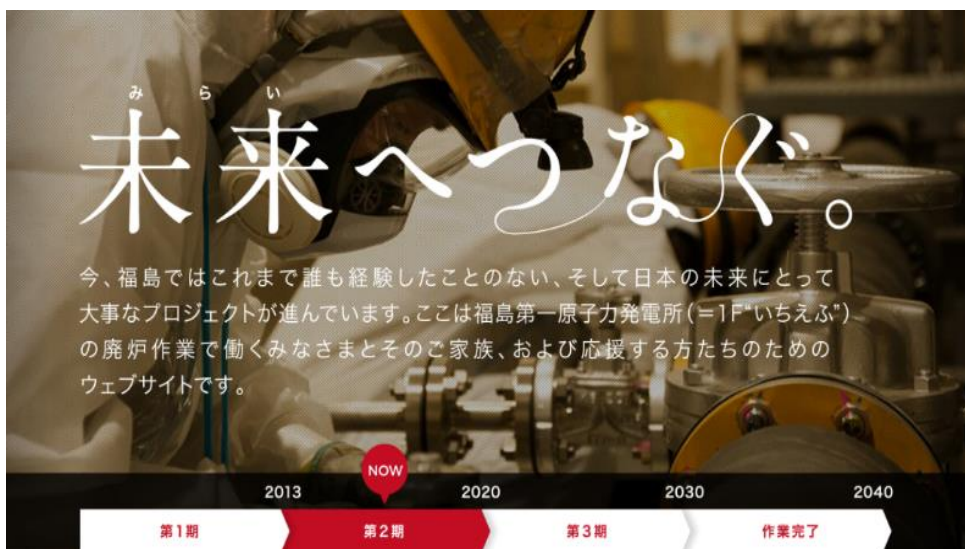 みらい
未来へつなぐ。
今、福島ではこれまで誰も経験したことのない、そして日本の未来にとって
大事なプロジェクトが進んでいます。ここは福島第一原子力発電所(=1F“いちえふ”)
の廃炉作業で働くみなさまとそのご家族、および応援する方たちのための
ウェブサイトです。
NOW
2013 2020 2030 2040
第1期 第2期 第3期 作業完了